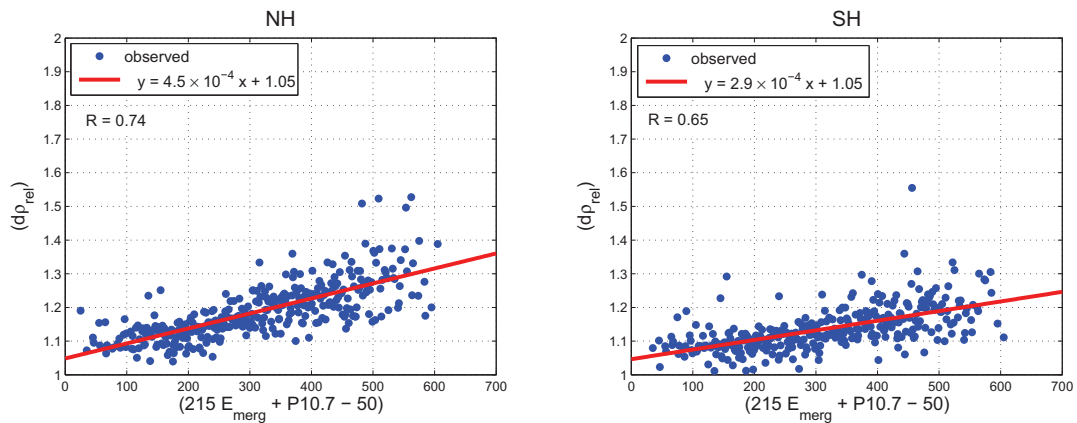 NH
2
1.9
1.8
1.7
1.6
1.5
1.4
1.3
1.2
1.1
1
(dρ_rel)
observed
y = 4.5 × 10⁻⁴ x + 1.05
R = 0.74
0 100 200 300 400 500 600 700
(215 E_merg + P10.7 − 50)
SH
2
1.9
1.8
1.7
1.6
1.5
1.4
1.3
1.2
1.1
1
(dρ_rel)
observed
y = 2.9 × 10⁻⁴ x + 1.05
R = 0.65
0 100 200 300 400 500 600 700
(215 E_merg + P10.7 − 50)